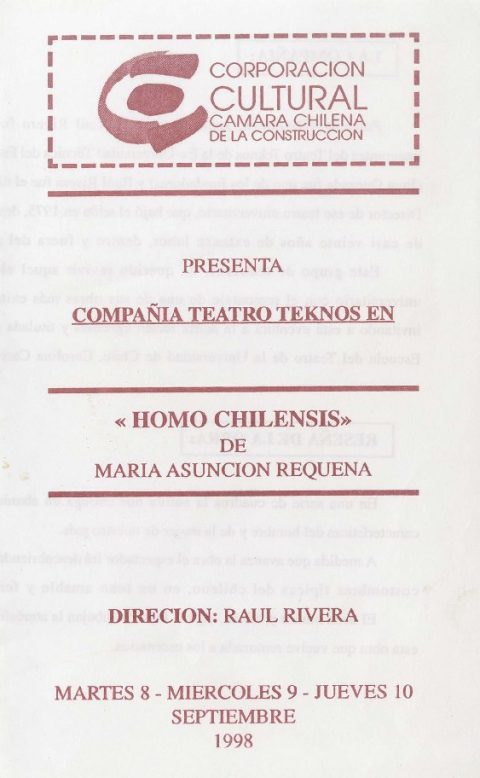 CORPORACION
CULTURAL
CAMARA CHILENA
DE LA CONSTRUCCION
PRESENTA
COMPAÑIA TEATRO TEKNOS EN
« HOMO CHILENSIS»
DE
MARIA ASUNCION REQUENA
DIRECION: RAUL RIVERA
MARTES 8 - MIERCOLES 9 - JUEVES 10
SEPTIEMBRE
1998